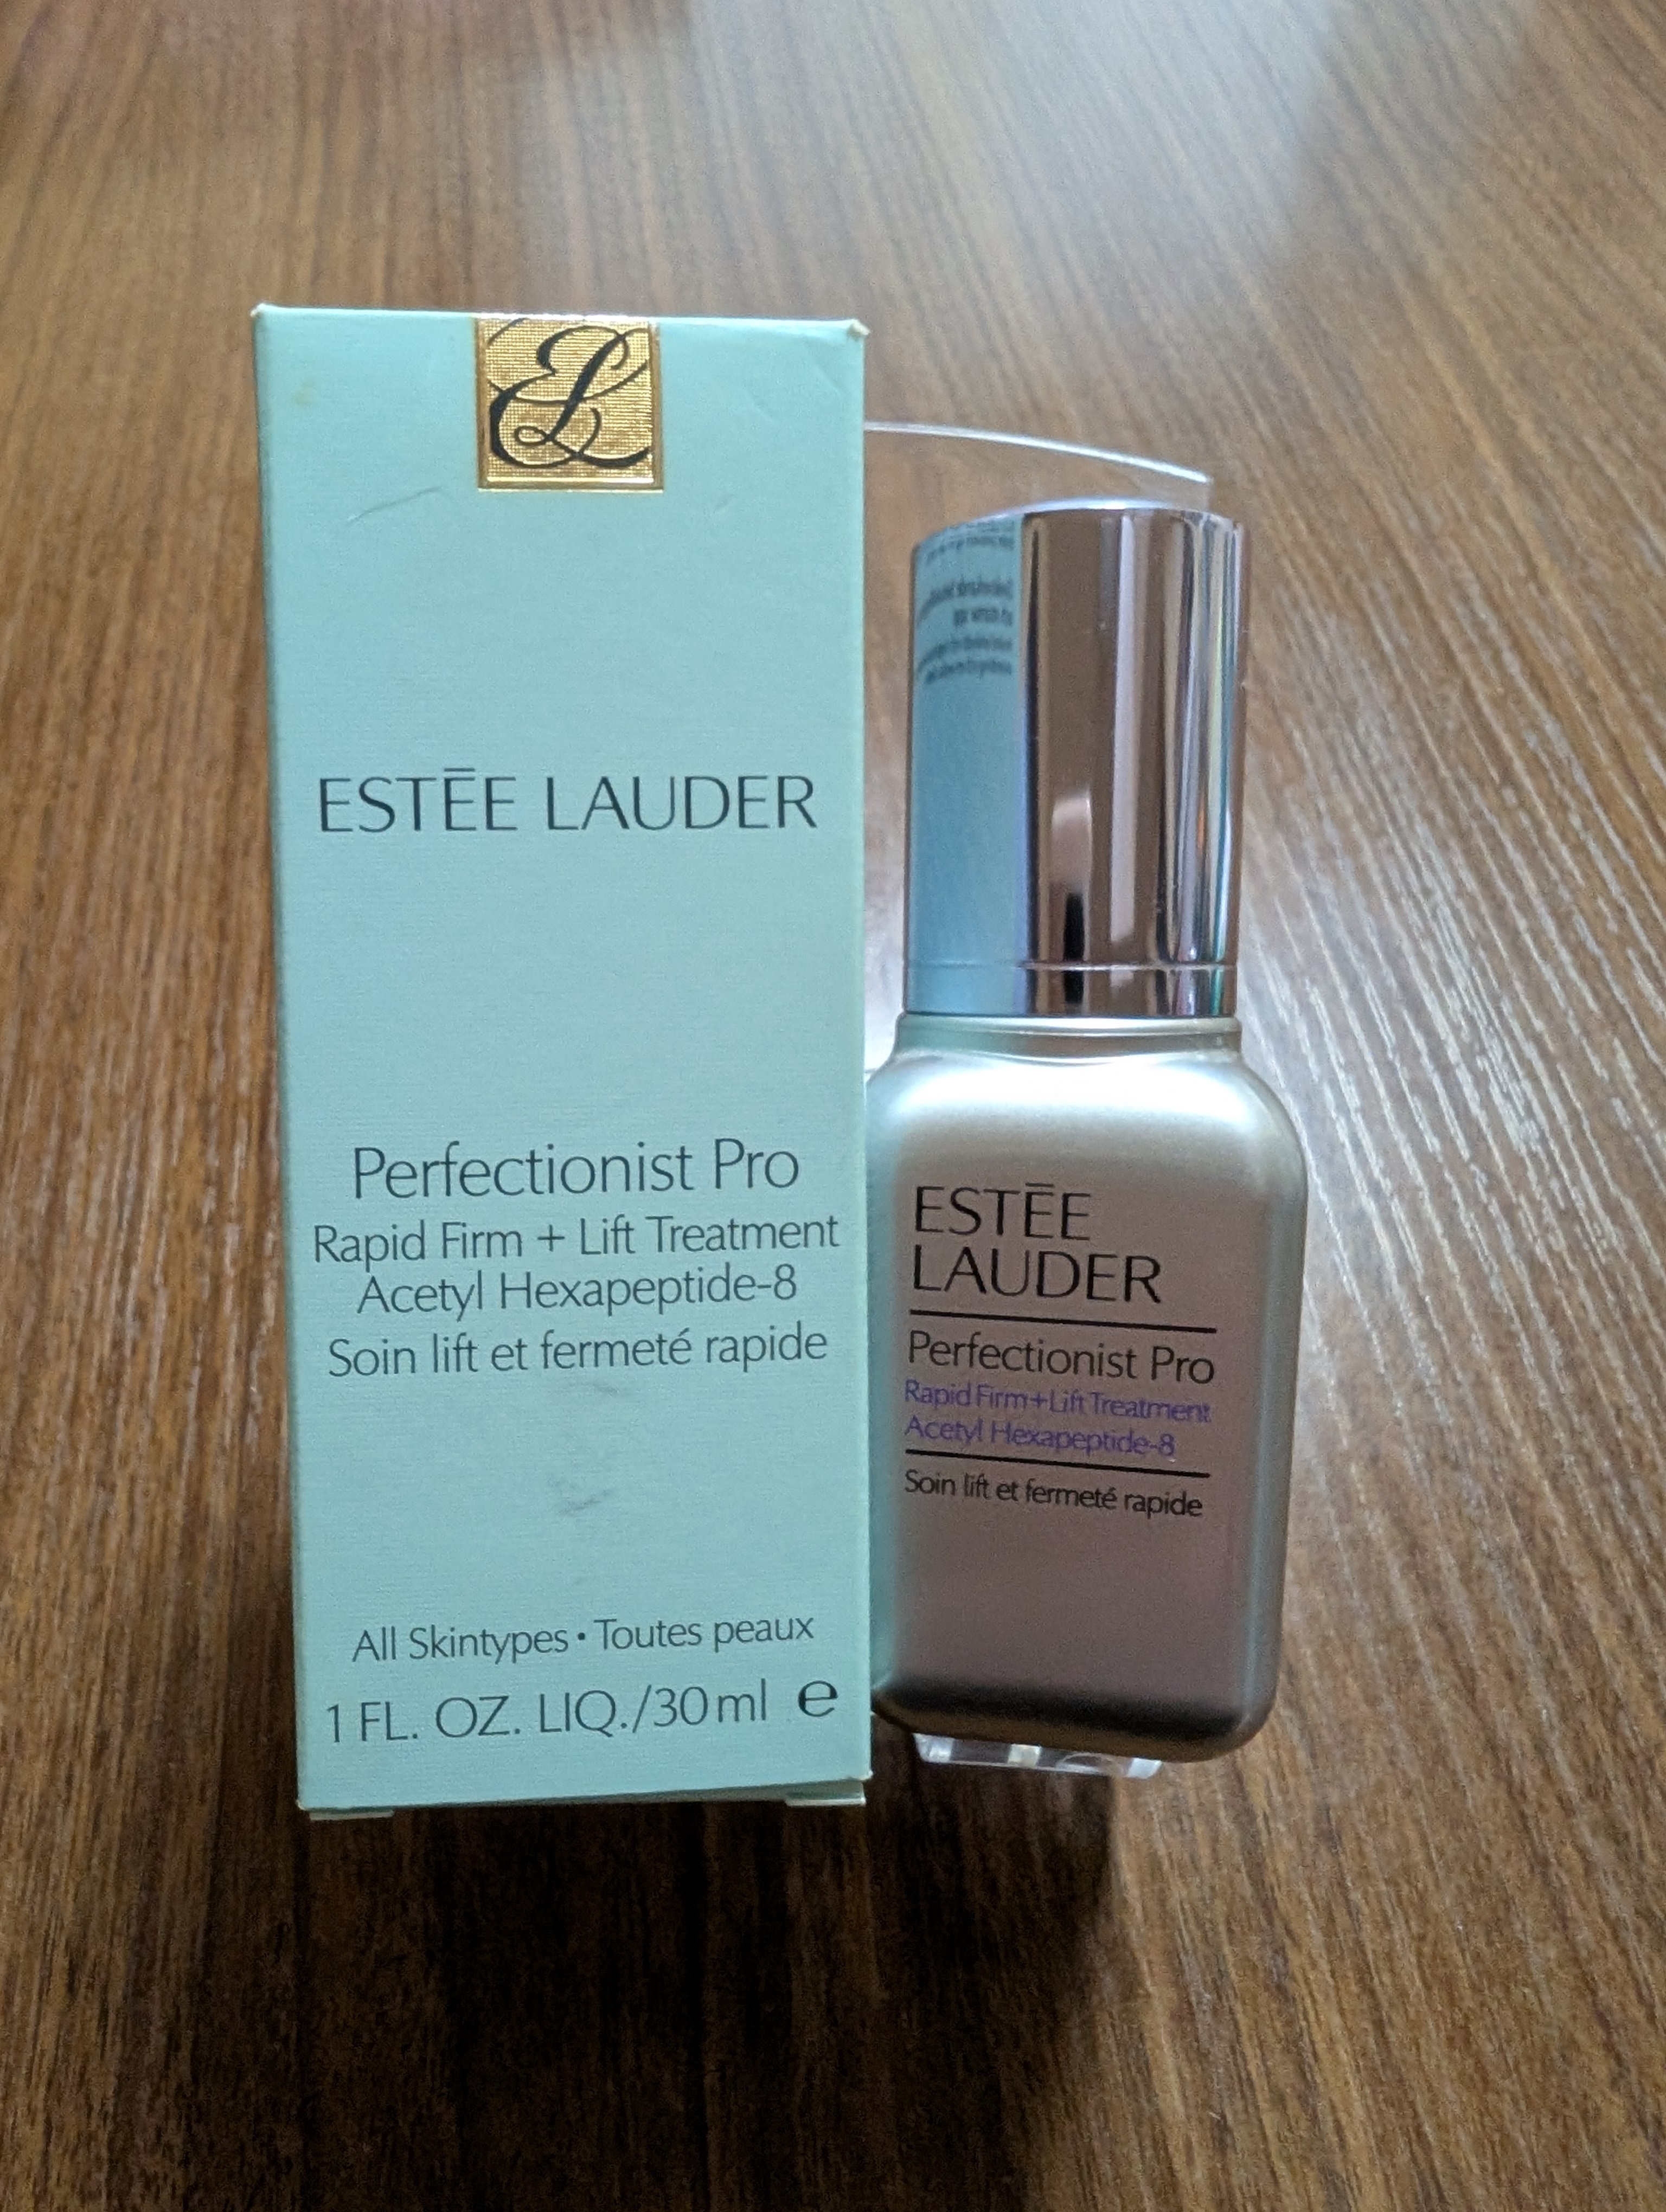 EL
ESTĒE LAUDER
Perfectionist Pro
Rapid Firm + Lift Treatment
Acetyl Hexapeptide-8
Soin lift et fermeté rapide
All Skintypes • Toutes peaux
1 FL. OZ. LIQ./30ml e
ESTĒE
LAUDER
Perfectionist Pro
Rapid Firm+Lift Treatment
Acetyl Hexapeptide-8
Soin lift et fermeté rapide